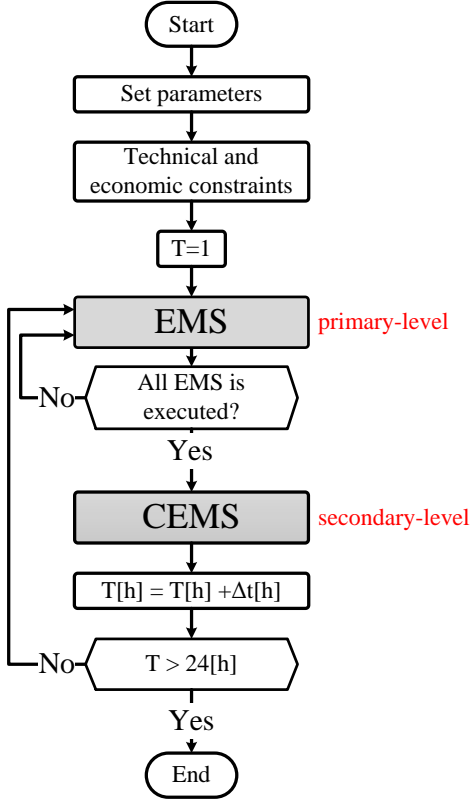 Start
Set parameters
Technical and
economic constraints
T=1
EMS
primary-level
All EMS is
executed?
No
Yes
CEMS
secondary-level
T[h] = T[h] +Δt[h]
T > 24[h]
No
Yes
End